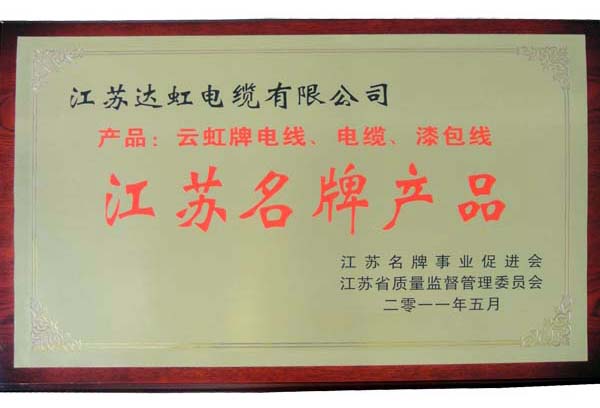 江苏达虹电缆有限公司
产品：云虹牌电线、电缆、漆包线
江苏名牌产品
江苏名牌事业促进会
江苏省质量监督管理委员会
二零一一年五月